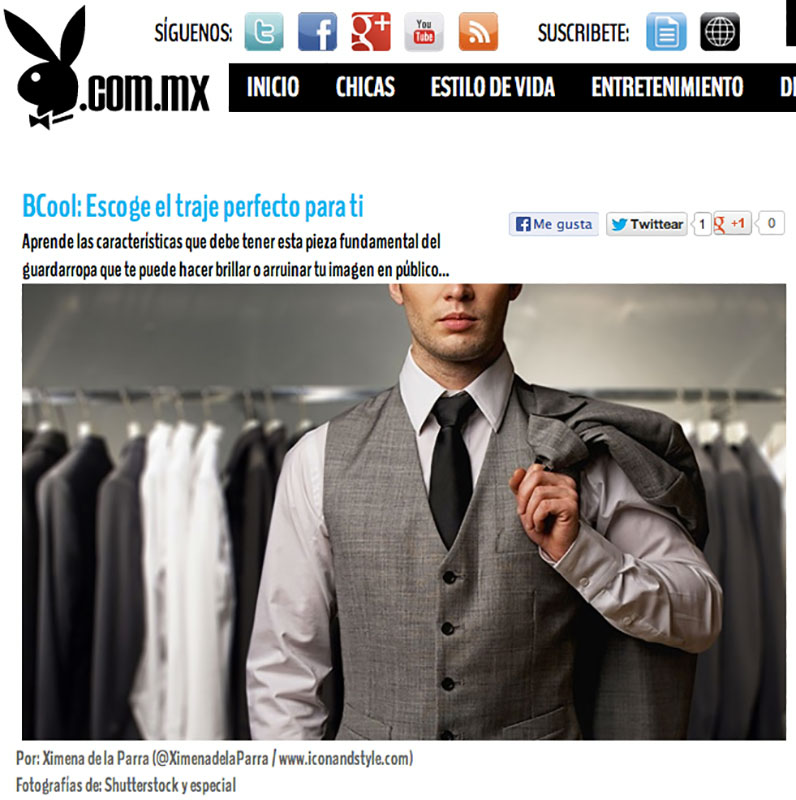 SÍGUENOS:
You
Tube
SUSCRIBETE:
.com.mx
INICIO CHICAS ESTILO DE VIDA ENTRETENIMIENTO
BCool: Escoge el traje perfecto para ti
Me gusta Twittear 1 +1 0
Aprende las características que debe tener esta pieza fundamental del
guardarropa que te puede hacer brillar o arruinar tu imagen en público...
Por: Ximena de la Parra (@XimenadelaParra / www.iconandstyle.com)
Fotografías de: Shutterstock y especial